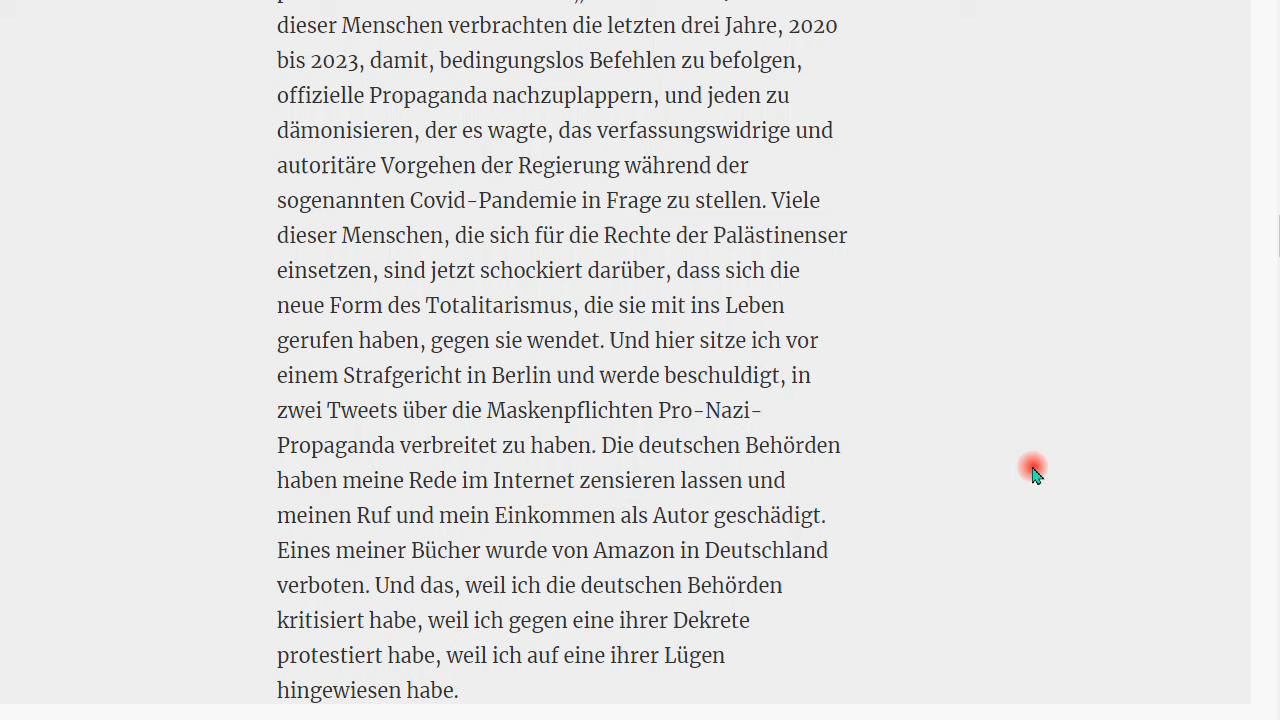 dieser Menschen verbrachten die letzten drei Jahre, 2020
bis 2023, damit, bedingungslos Befehlen zu befolgen,
offizielle Propaganda nachzuplappern, und jeden zu
dämonisieren, der es wagte, das verfassungswidrige und
autoritäre Vorgehen der Regierung während der
sogenannten Covid-Pandemie in Frage zu stellen. Viele
dieser Menschen, die sich für die Rechte der Palästinenser
einsetzen, sind jetzt schockiert darüber, dass sich die
neue Form des Totalitarismus, die sie mit ins Leben
gerufen haben, gegen sie wendet. Und hier sitze ich vor
einem Strafgericht in Berlin und werde beschuldigt, in
zwei Tweets über die Maskenpflichten Pro-Nazi-
Propaganda verbreitet zu haben. Die deutschen Behörden
haben meine Rede im Internet zensieren lassen und
meinen Ruf und mein Einkommen als Autor geschädigt.
Eines meiner Bücher wurde von Amazon in Deutschland
verboten. Und das, weil ich die deutschen Behörden
kritisiert habe, weil ich gegen eine ihrer Dekrete
protestiert habe, weil ich auf eine ihrer Lügen
hingewiesen habe.